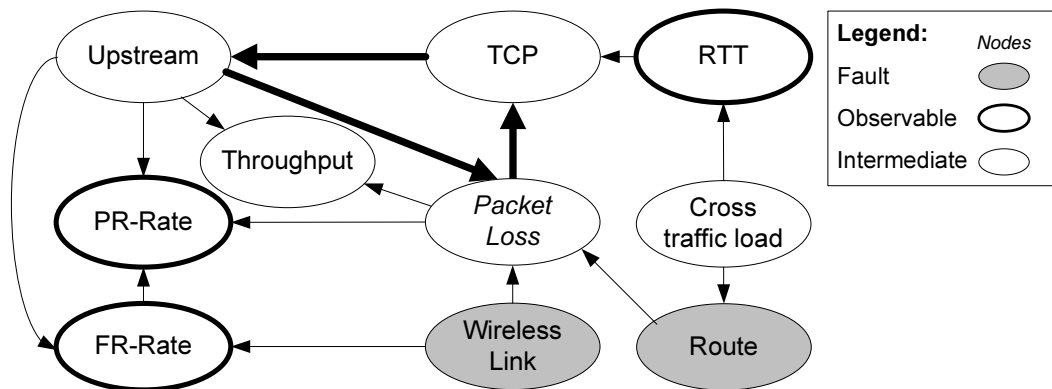 Upstream
TCP
RTT
Throughput
PR-Rate
Packet
Loss
Cross
traffic load
FR-Rate
Wireless
Link
Route
Legend:
Nodes
Fault
Observable
Intermediate